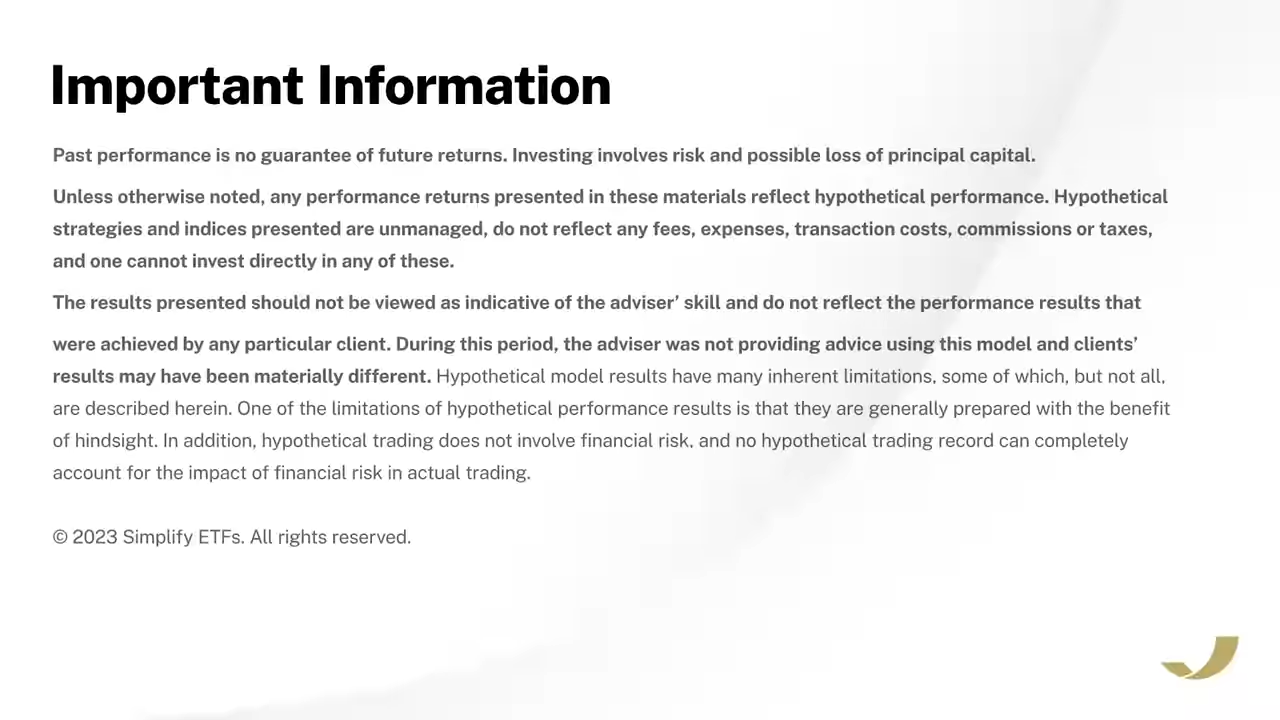 Important Information
Past performance is no guarantee of future returns. Investing involves risk and possible loss of principal capital.
Unless otherwise noted, any performance returns presented in these materials reflect hypothetical performance. Hypothetical
strategies and indices presented are unmanaged, do not reflect any fees, expenses, transaction costs, commissions or taxes,
and one cannot invest directly in any of these.
The results presented should not be viewed as indicative of the adviser’ skill and do not reflect the performance results that
were achieved by any particular client. During this period, the adviser was not providing advice using this model and clients’
results may have been materially different. Hypothetical model results have many inherent limitations, some of which, but not all,
are described herein. One of the limitations of hypothetical performance results is that they are generally prepared with the benefit
of hindsight. In addition, hypothetical trading does not involve financial risk, and no hypothetical trading record can completely
account for the impact of financial risk in actual trading.
© 2023 Simplify ETFs. All rights reserved.